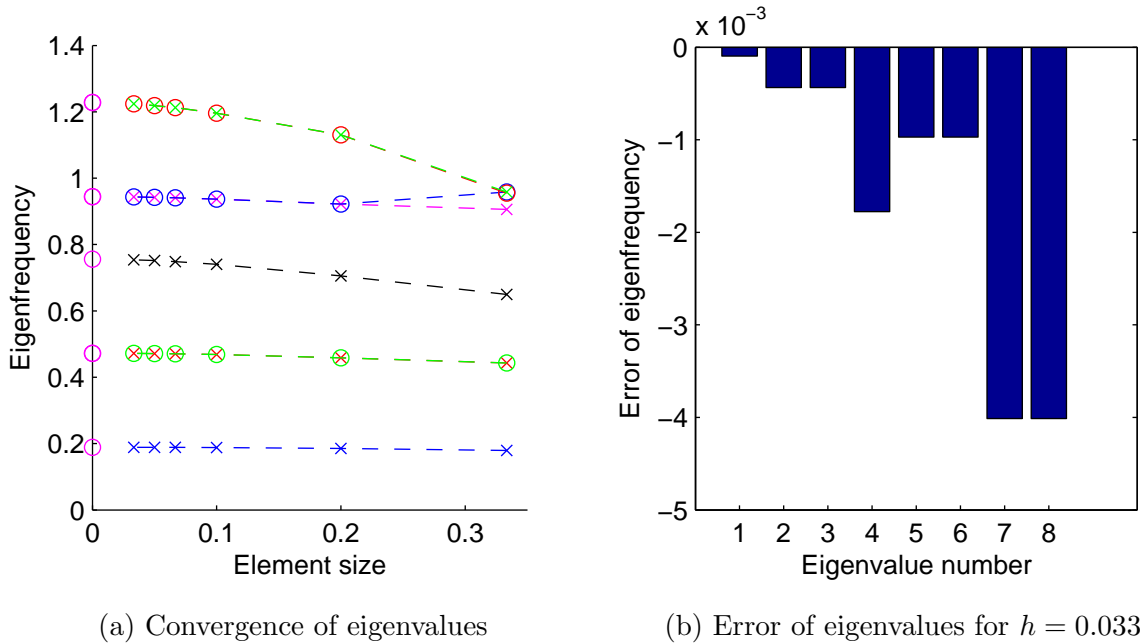 1.4
1.2
1
0.8
0.6
0.4
0.2
0
Eigenfrequency
0 0.1 0.2 0.3
Element size
(a) Convergence of eigenvalues
x 10⁻³
0
−1
−2
−3
−4
−5
Error of eigenfrequency
1 2 3 4 5 6 7 8
Eigenvalue number
(b) Error of eigenvalues for h = 0.033